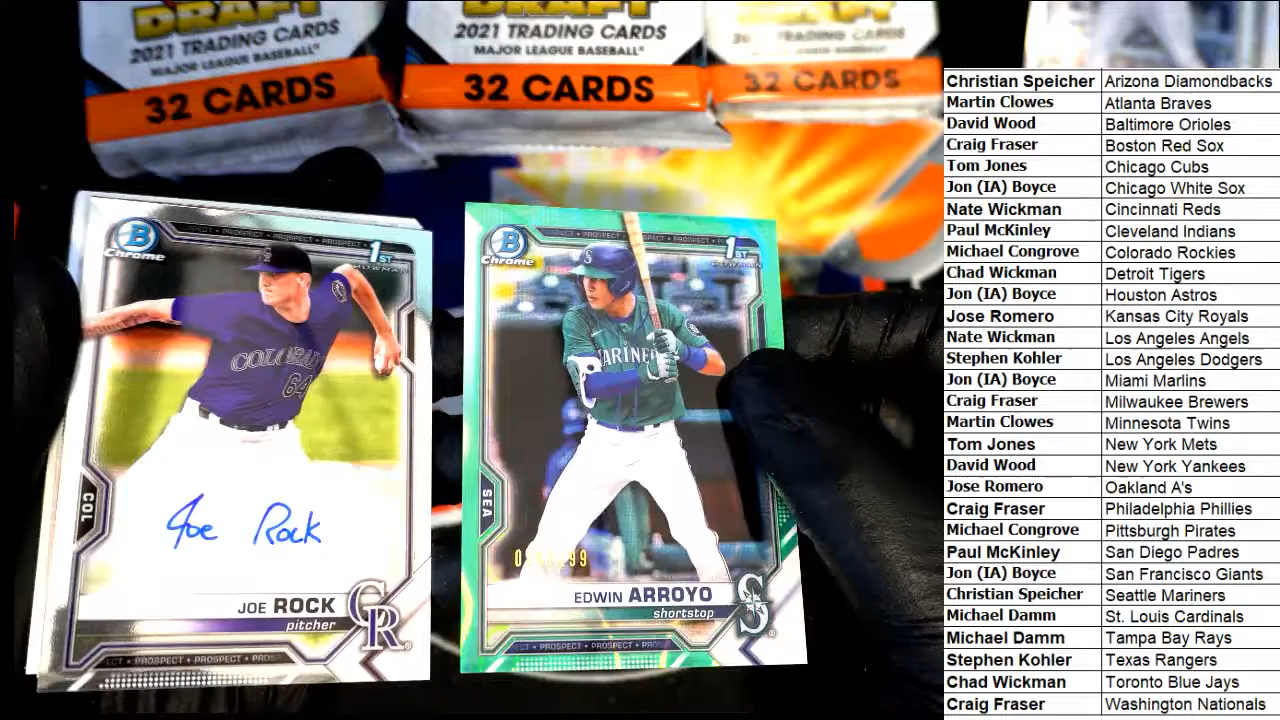 DRAFT
2021 TRADING CARDS
MAJOR LEAGUE BASEBALL
32 CARDS
DRAFT
2021 TRADING CARDS
MAJOR LEAGUE BASEBALL
32 CARDS
TRADING CARDS
32 CARDS
PROSPECT • PROSPECT
B
Chrome
1ST
BOWMAN
COLORA
64
COL
Joe Rock
JOE ROCK
pitcher
CR
PROSPECT • PROSPECT
PROSPECT • PROSPECT • PROSPECT
B
Chrome
1ST
BOWMAN
S
MARINE
SEA
99
EDWIN ARROYO
shortstop
S
PROSPECT • PROSPECT
Christian Speicher Arizona Diamondbacks
Martin Clowes Atlanta Braves
David Wood Baltimore Orioles
Craig Fraser Boston Red Sox
Tom Jones Chicago Cubs
Jon (IA) Boyce Chicago White Sox
Nate Wickman Cincinnati Reds
Paul McKinley Cleveland Indians
Michael Congrove Colorado Rockies
Chad Wickman Detroit Tigers
Jon (IA) Boyce Houston Astros
Jose Romero Kansas City Royals
Nate Wickman Los Angeles Angels
Stephen Kohler Los Angeles Dodgers
Jon (IA) Boyce Miami Marlins
Craig Fraser Milwaukee Brewers
Martin Clowes Minnesota Twins
Tom Jones New York Mets
David Wood New York Yankees
Jose Romero Oakland A's
Craig Fraser Philadelphia Phillies
Michael Congrove Pittsburgh Pirates
Paul McKinley San Diego Padres
Jon (IA) Boyce San Francisco Giants
Christian Speicher Seattle Mariners
Michael Damm St. Louis Cardinals
Michael Damm Tampa Bay Rays
Stephen Kohler Texas Rangers
Chad Wickman Toronto Blue Jays
Craig Fraser Washington Nationals